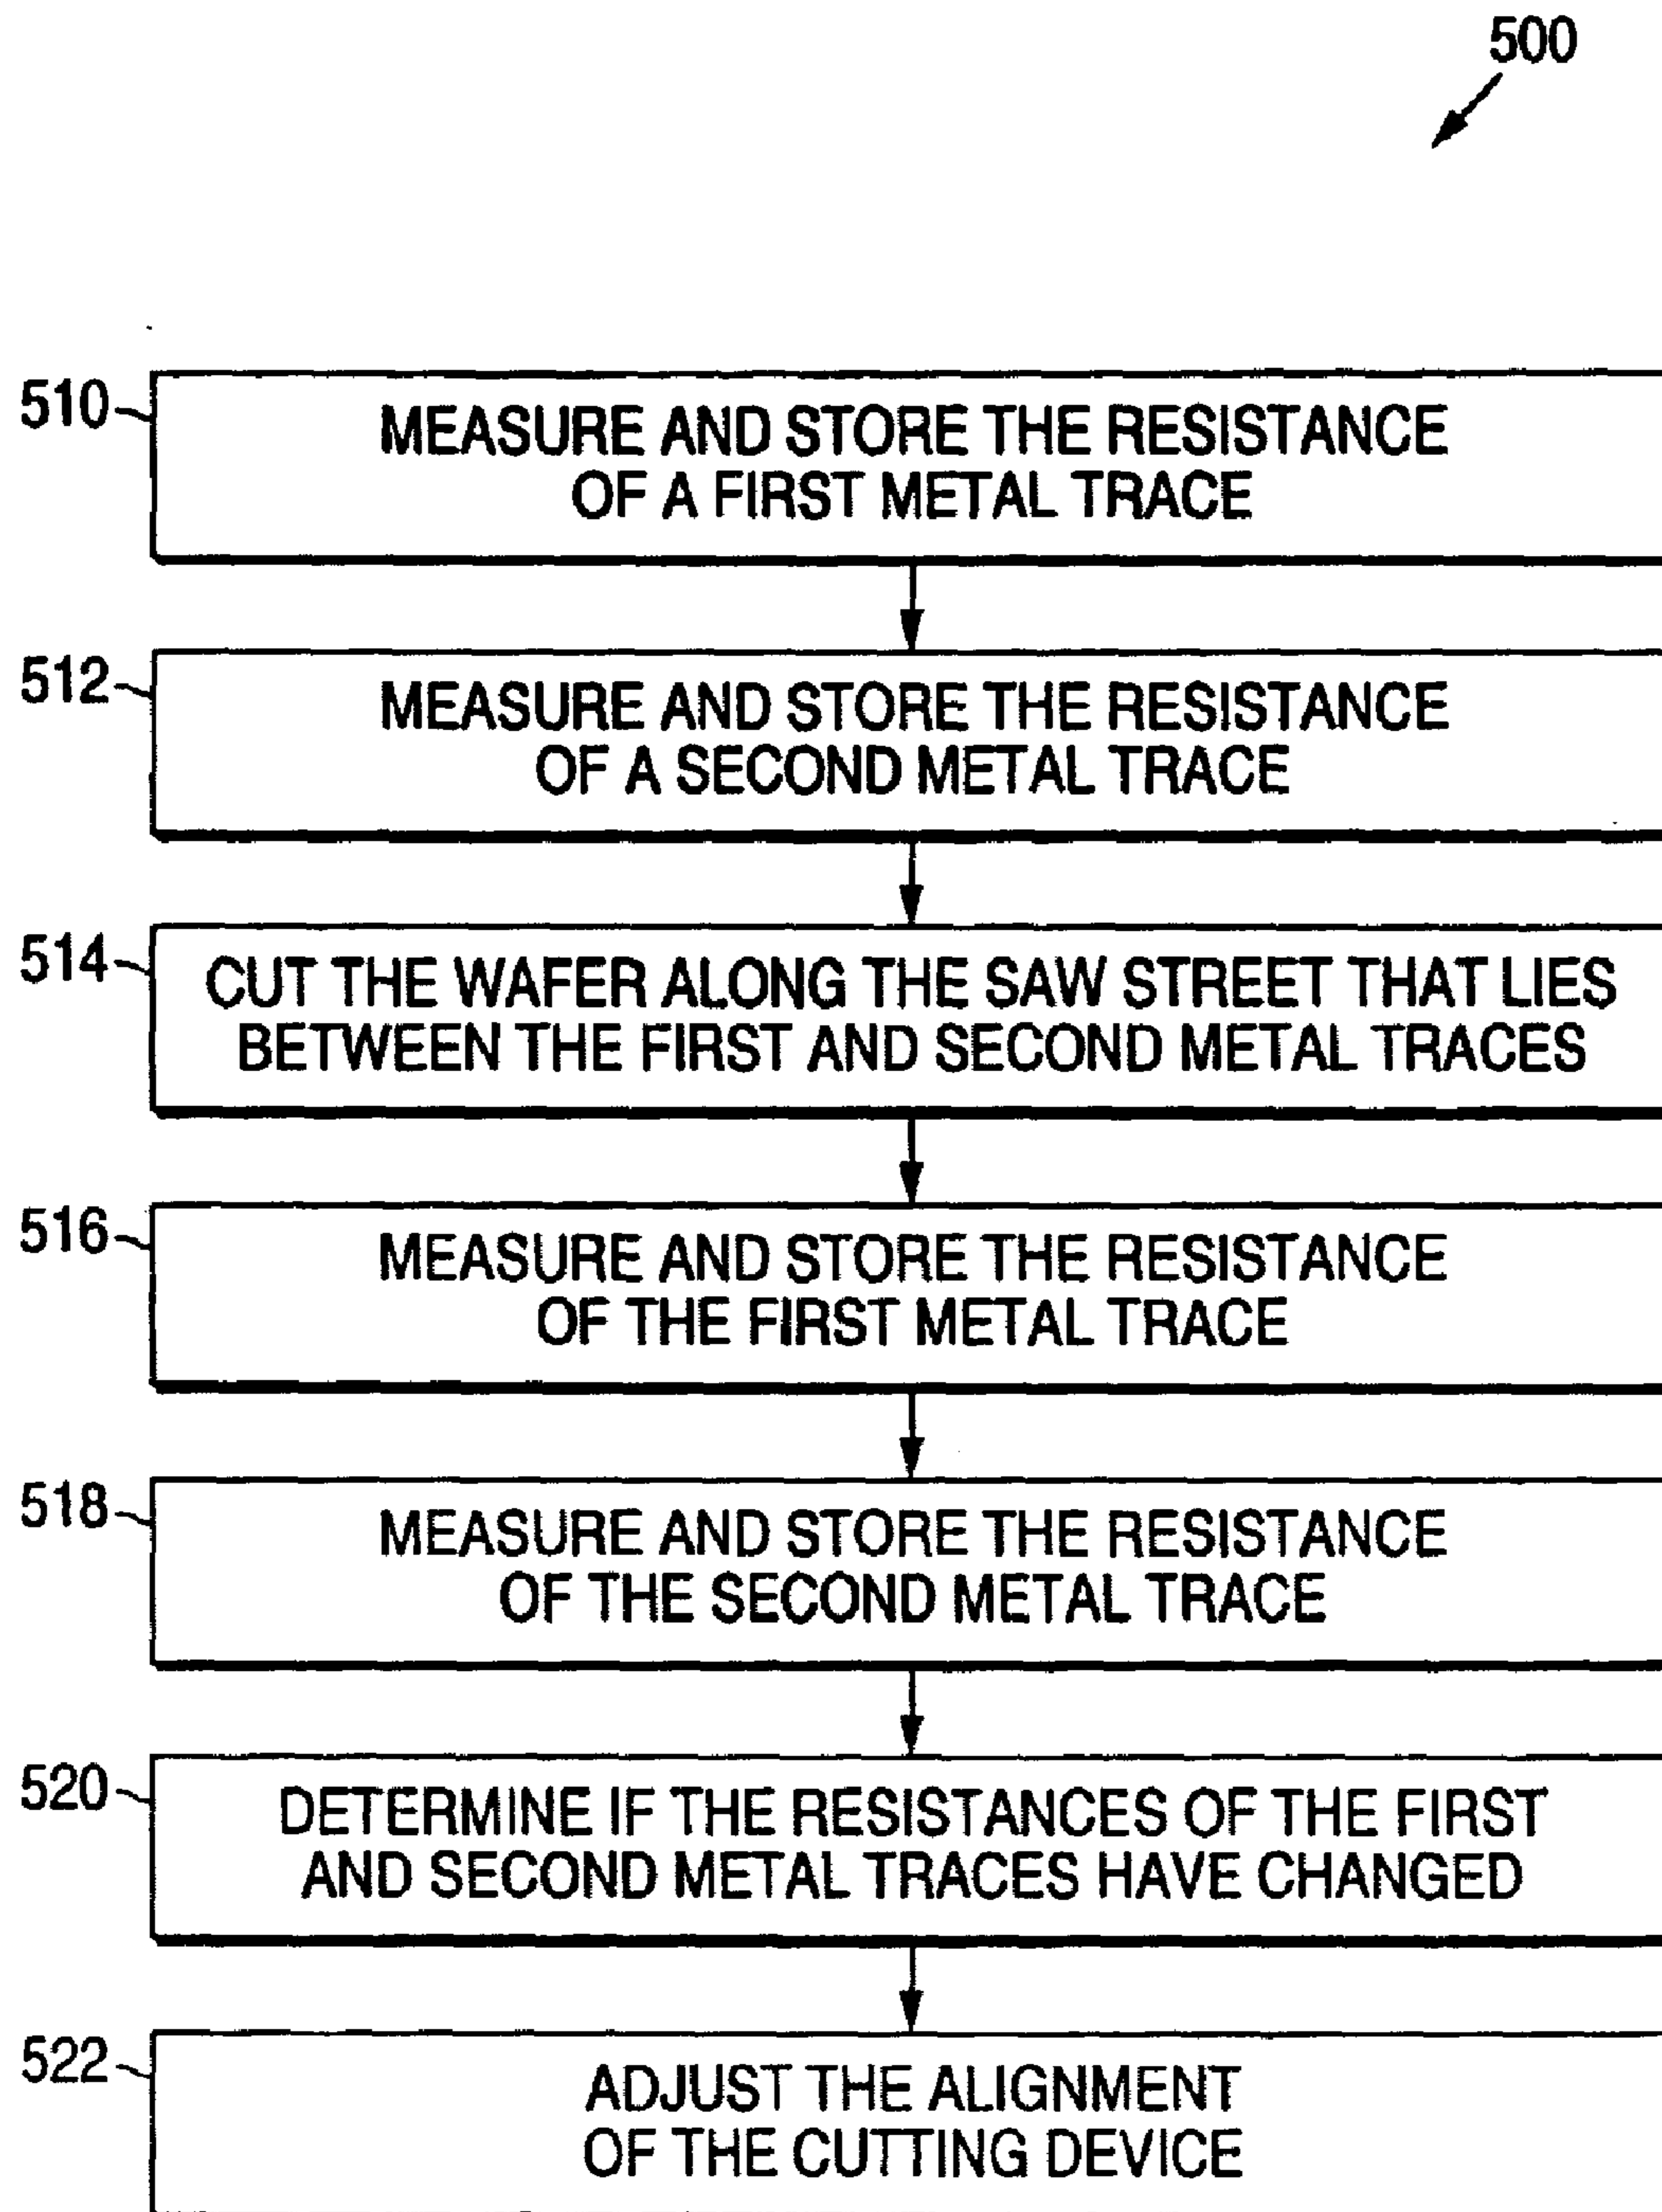 500
510
MEASURE AND STORE THE RESISTANCE
OF A FIRST METAL TRACE
512
MEASURE AND STORE THE RESISTANCE
OF A SECOND METAL TRACE
514
CUT THE WAFER ALONG THE SAW STREET THAT LIES
BETWEEN THE FIRST AND SECOND METAL TRACES
516
MEASURE AND STORE THE RESISTANCE
OF THE FIRST METAL TRACE
518
MEASURE AND STORE THE RESISTANCE
OF THE SECOND METAL TRACE
520
DETERMINE IF THE RESISTANCES OF THE FIRST
AND SECOND METAL TRACES HAVE CHANGED
522
ADJUST THE ALIGNMENT
OF THE CUTTING DEVICE